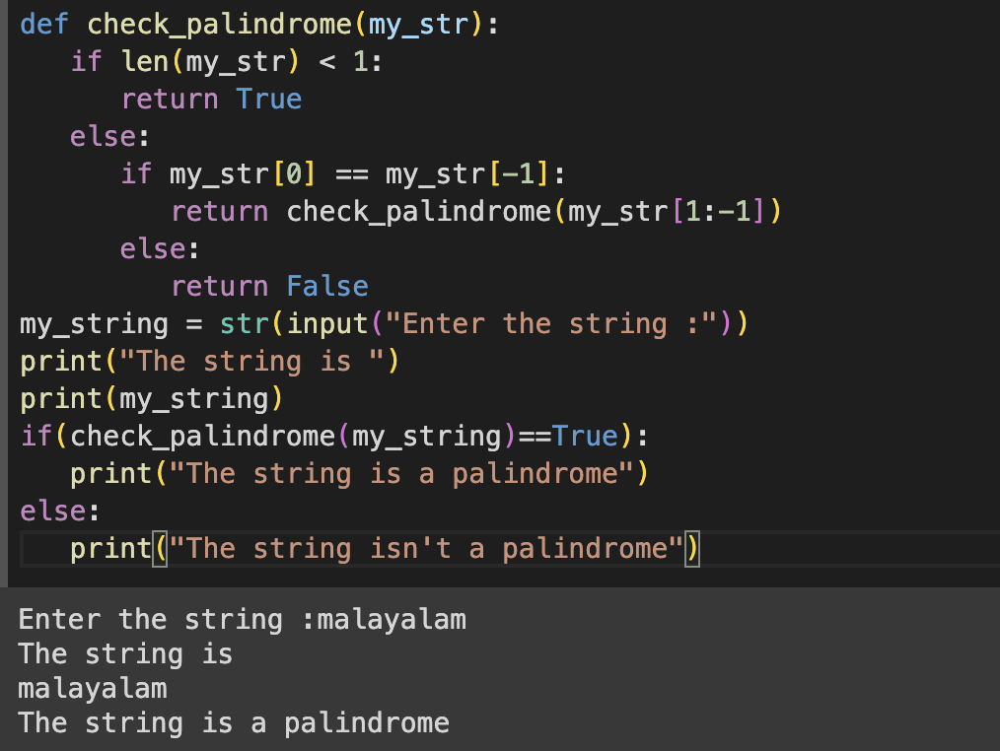 def check_palindrome(my_str):
   if len(my_str) < 1:
      return True
   else:
      if my_str[0] == my_str[-1]:
         return check_palindrome(my_str[1:-1])
      else:
         return False
my_string = str(input("Enter the string :"))
print("The string is ")
print(my_string)
if(check_palindrome(my_string)==True):
   print("The string is a palindrome")
else:
   print("The string isn't a palindrome")
Enter the string :malayalam
The string is
malayalam
The string is a palindrome